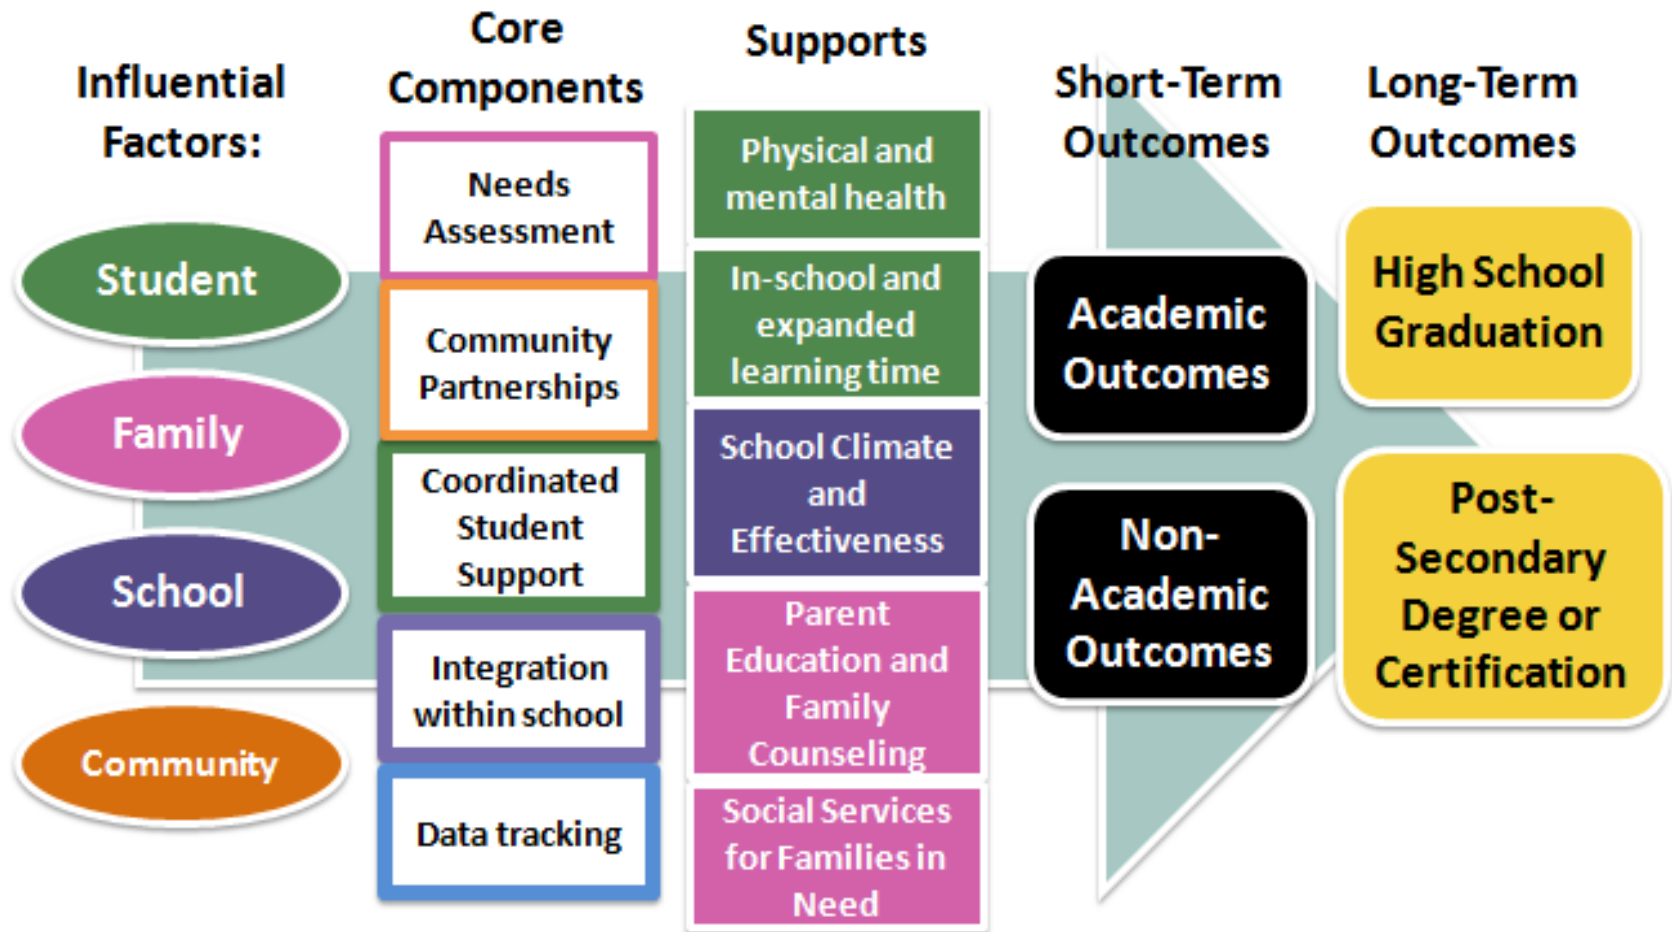 Influential
Factors:
Student
Family
School
Community
Core
Components
Needs
Assessment
Community
Partnerships
Coordinated
Student
Support
Integration
within school
Data tracking
Supports
Physical and
mental health
In-school and
expanded
learning time
School Climate
and
Effectiveness
Parent
Education and
Family
Counseling
Social Services
for Families in
Need
Short-Term
Outcomes
Academic
Outcomes
Non-
Academic
Outcomes
Long-Term
Outcomes
High School
Graduation
Post-
Secondary
Degree or
Certification